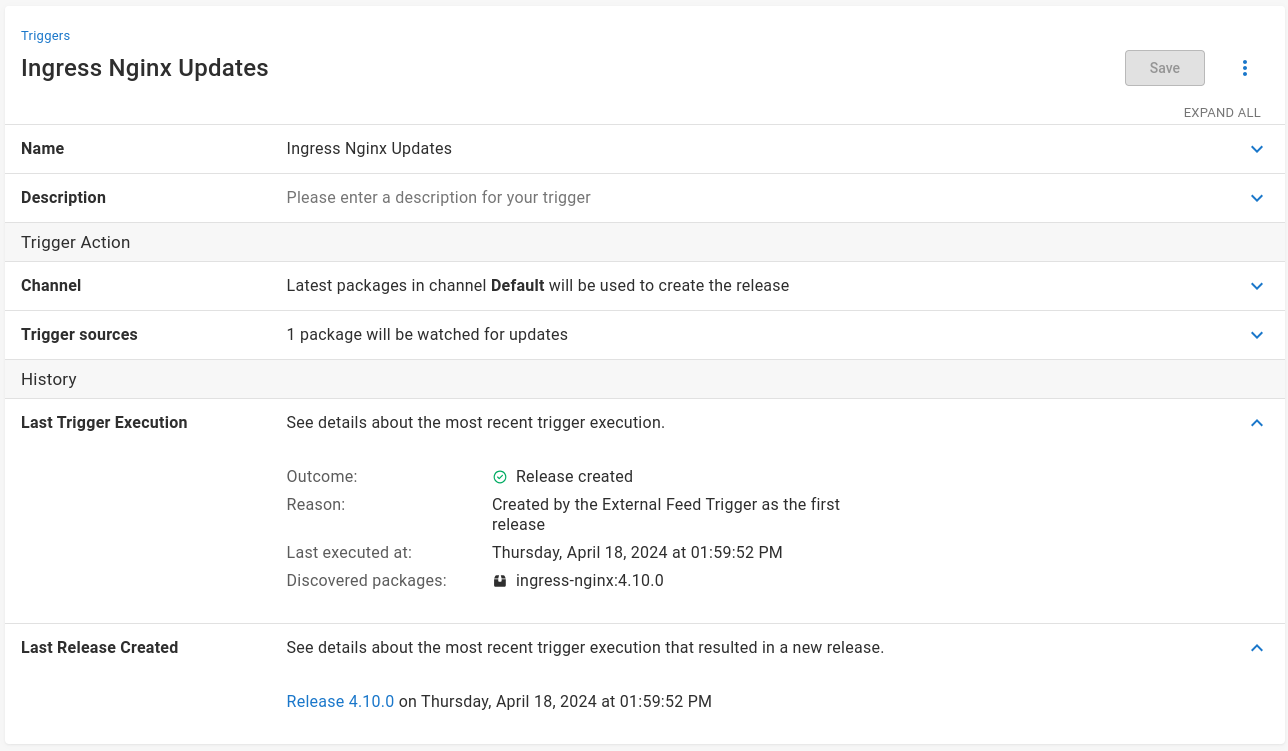 Triggers
Ingress Nginx Updates
Save
EXPAND ALL
Name Ingress Nginx Updates
Description Please enter a description for your trigger
Trigger Action
Channel Latest packages in channel Default will be used to create the release
Trigger sources 1 package will be watched for updates
History
Last Trigger Execution See details about the most recent trigger execution.
Outcome: Release created
Reason: Created by the External Feed Trigger as the first
release
Last executed at: Thursday, April 18, 2024 at 01:59:52 PM
Discovered packages: ingress-nginx:4.10.0
Last Release Created See details about the most recent trigger execution that resulted in a new release.
Release 4.10.0 on Thursday, April 18, 2024 at 01:59:52 PM